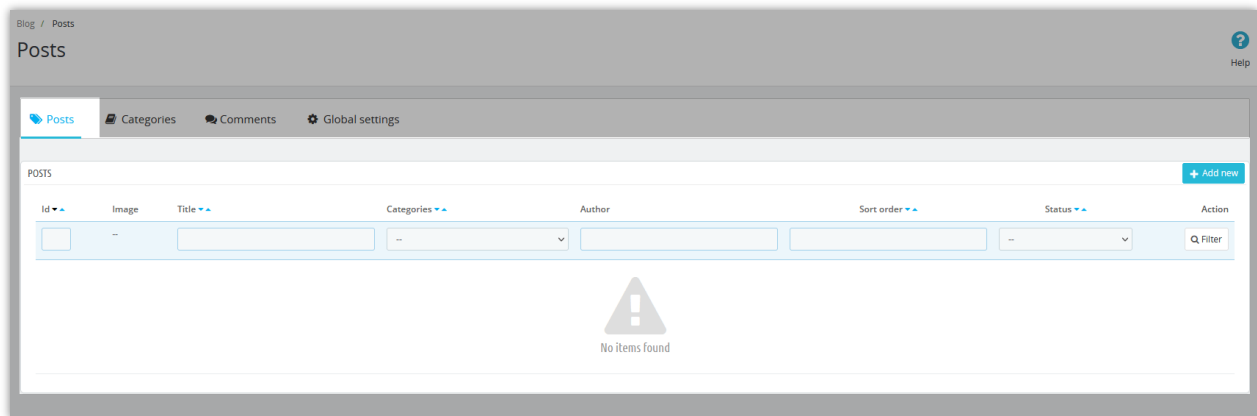 Blog / Posts
Posts
Help
Posts Categories Comments Global settings
POSTS
Add new
Id Image Title Categories Author Sort order Status Action
-- -- -- Filter
No items found